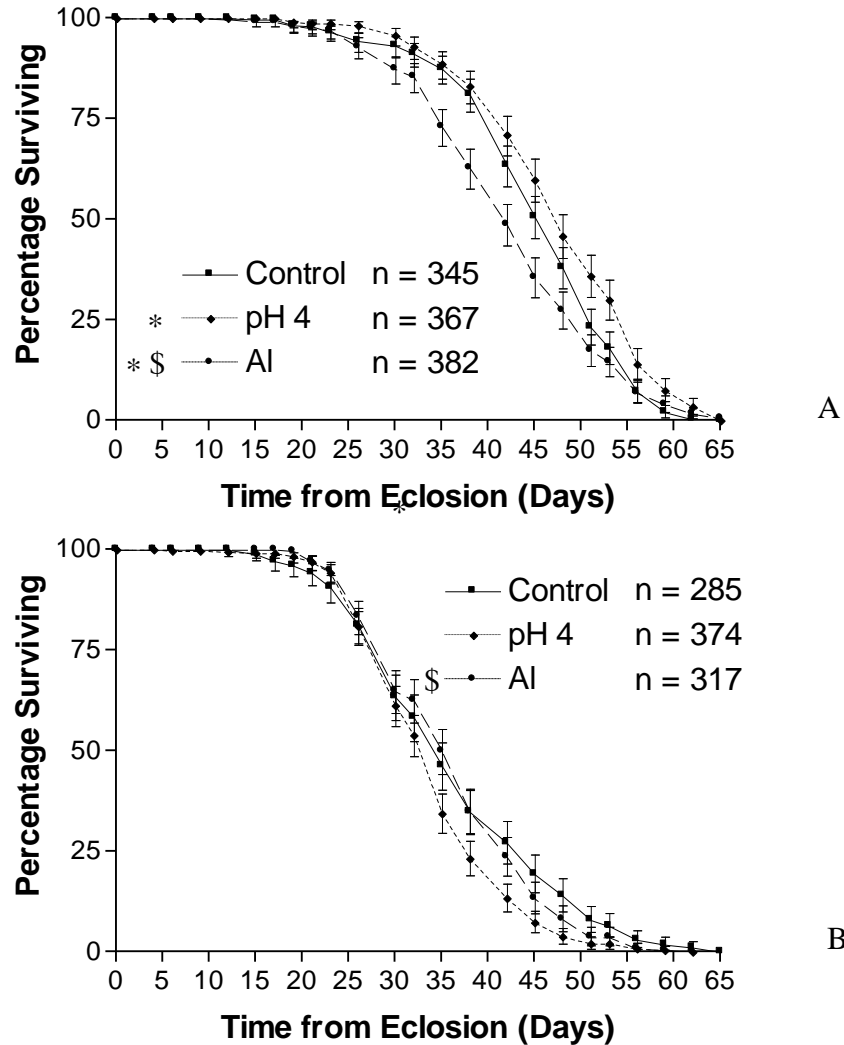 100
75
50
25
0
Percentage Surviving
Control n = 345
* pH 4 n = 367
* $ Al n = 382
0 5 10 15 20 25 30 35 40 45 50 55 60 65
Time from Eclosion (Days)
A
*
100
75
50
25
0
Percentage Surviving
Control n = 285
pH 4 n = 374
$ Al n = 317
0 5 10 15 20 25 30 35 40 45 50 55 60 65
Time from Eclosion (Days)
B